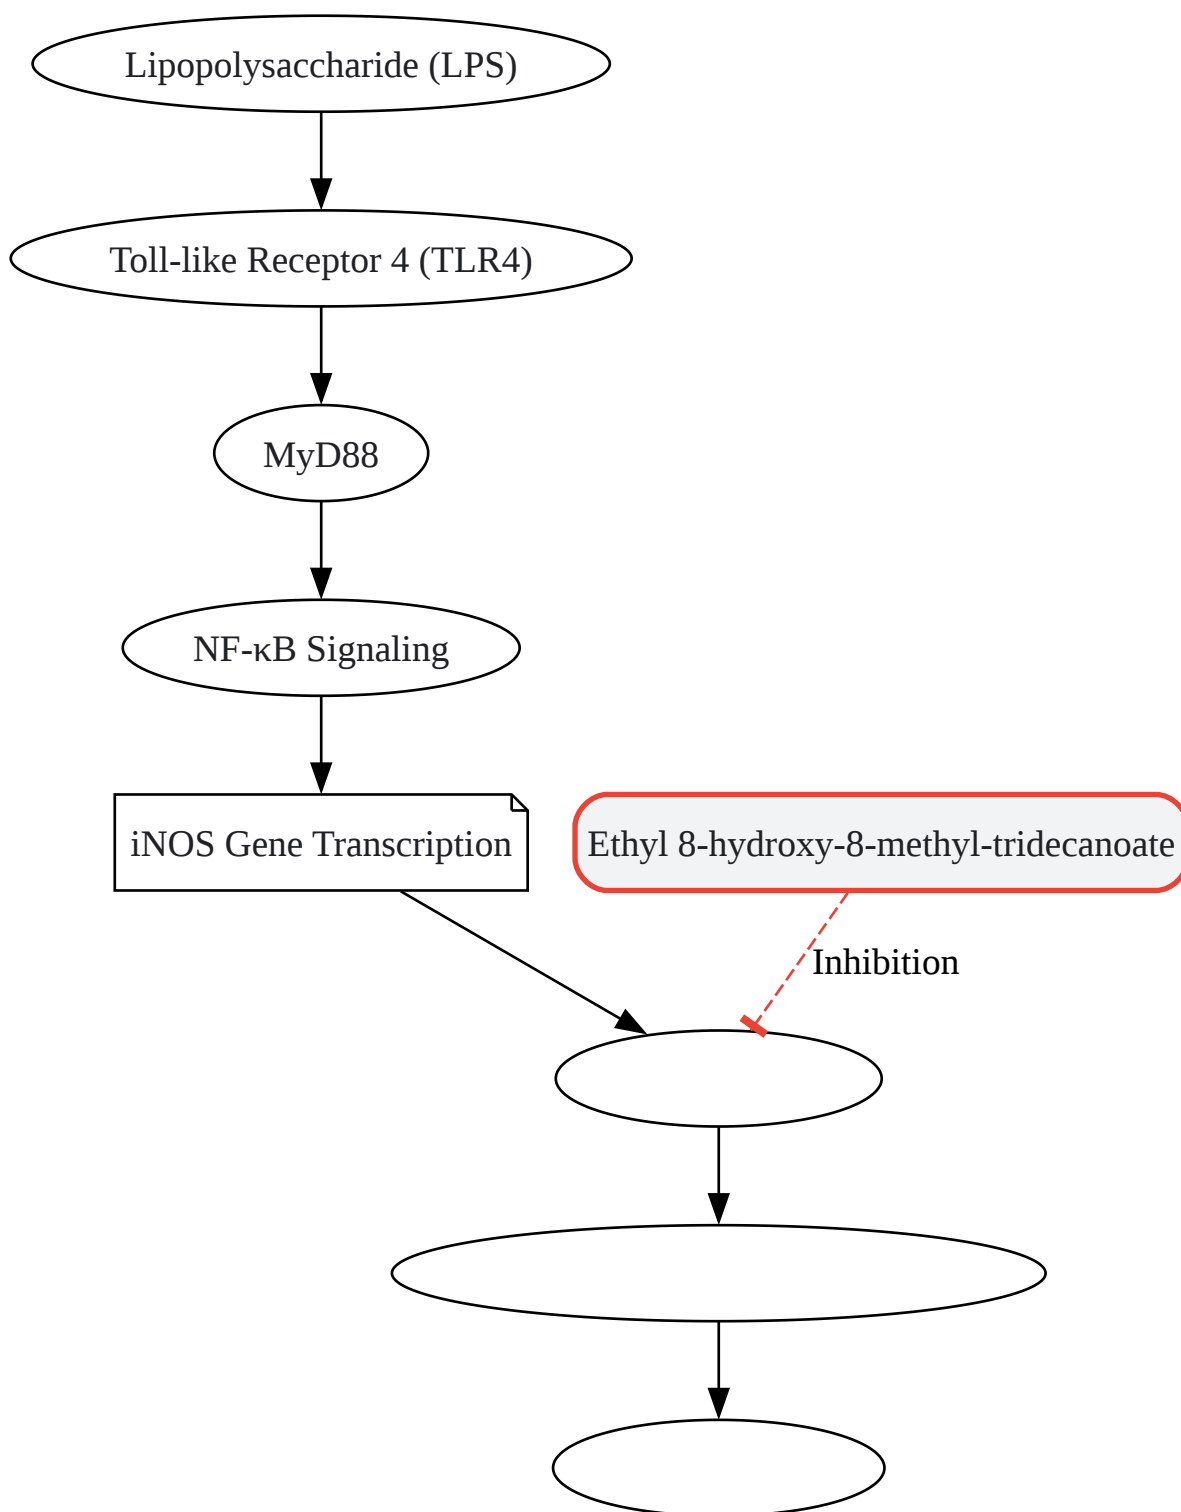 Lipopolysaccharide (LPS)
Toll-like Receptor 4 (TLR4)
MyD88
NF-κB Signaling
iNOS Gene Transcription
Ethyl 8-hydroxy-8-methyl-tridecanoate
Inhibition